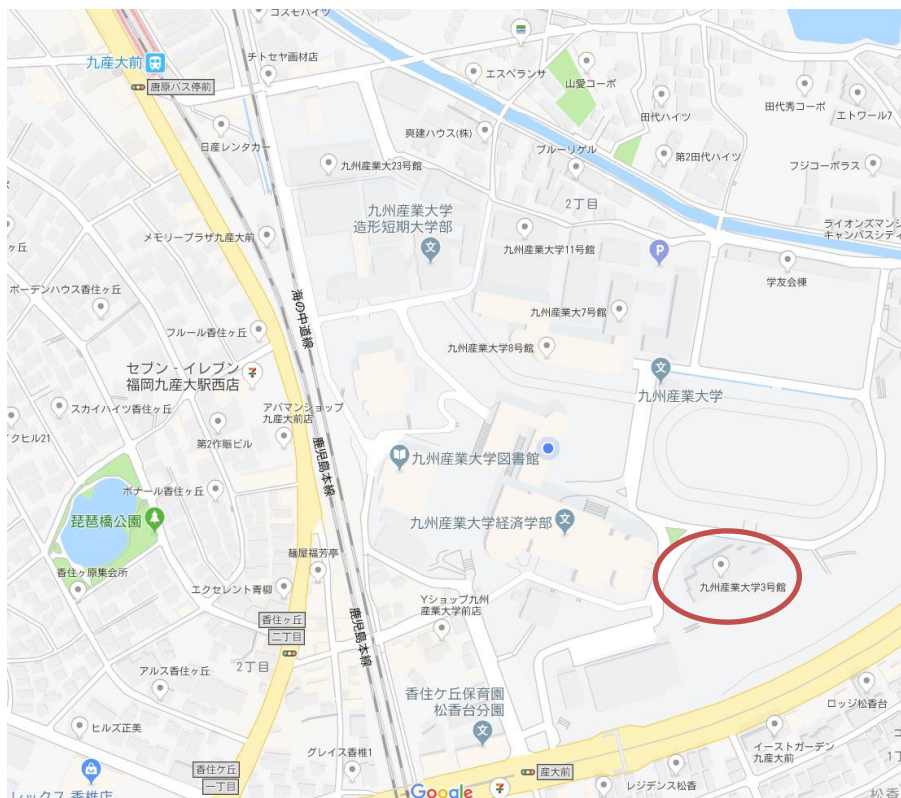 コスモハイツ
九産大前
チトセヤ画材店
唐原バス停前
エスペランサ
山愛コーポ
田代ハイツ
田代秀コーポ
エトワール7
日産レンタカー
爽建ハウス(株)
ブルーリゲル
第2田代ハイツ
フジコーポラス
九州産業大23号館
2丁目
九州産業大学
造形短期大学部
メモリープラザ九産大前
九州産業大学11号館
P
ライオンズマンシ
キャンパスシティ
学友会棟
海の中道線
ボーデンハウス香住ヶ丘
九州産業大7号館
フルール香住ヶ丘
九州産業大学8号館
セブン‐イレブン
福岡九産大駅西店
九州産業大学
スカイハイツ香住ヶ丘
アパマンショップ
九産大前店
イクヒル21
第2作販ビル
鹿児島本線
九州産業大学図書館
ボナール香住ヶ丘
琵琶橋公園
九州産業大学経済学部
麺屋福芳亭
香住ヶ原集会所
エクセレント青柳
九州産業大学3号館
Yショップ九州
産業大学前店
香住ヶ丘
二丁目
鹿児島本線
2丁目
アルス香住ヶ丘
香住ケ丘保育園
松香台分園
ロッジ松香台
ヒルズ正美
グレイス香椎1
イーストガーデン
九産大前
香住ケ丘
一丁目
産大前
レジデンス松香
1丁
レックス 香椎店
Google
松香